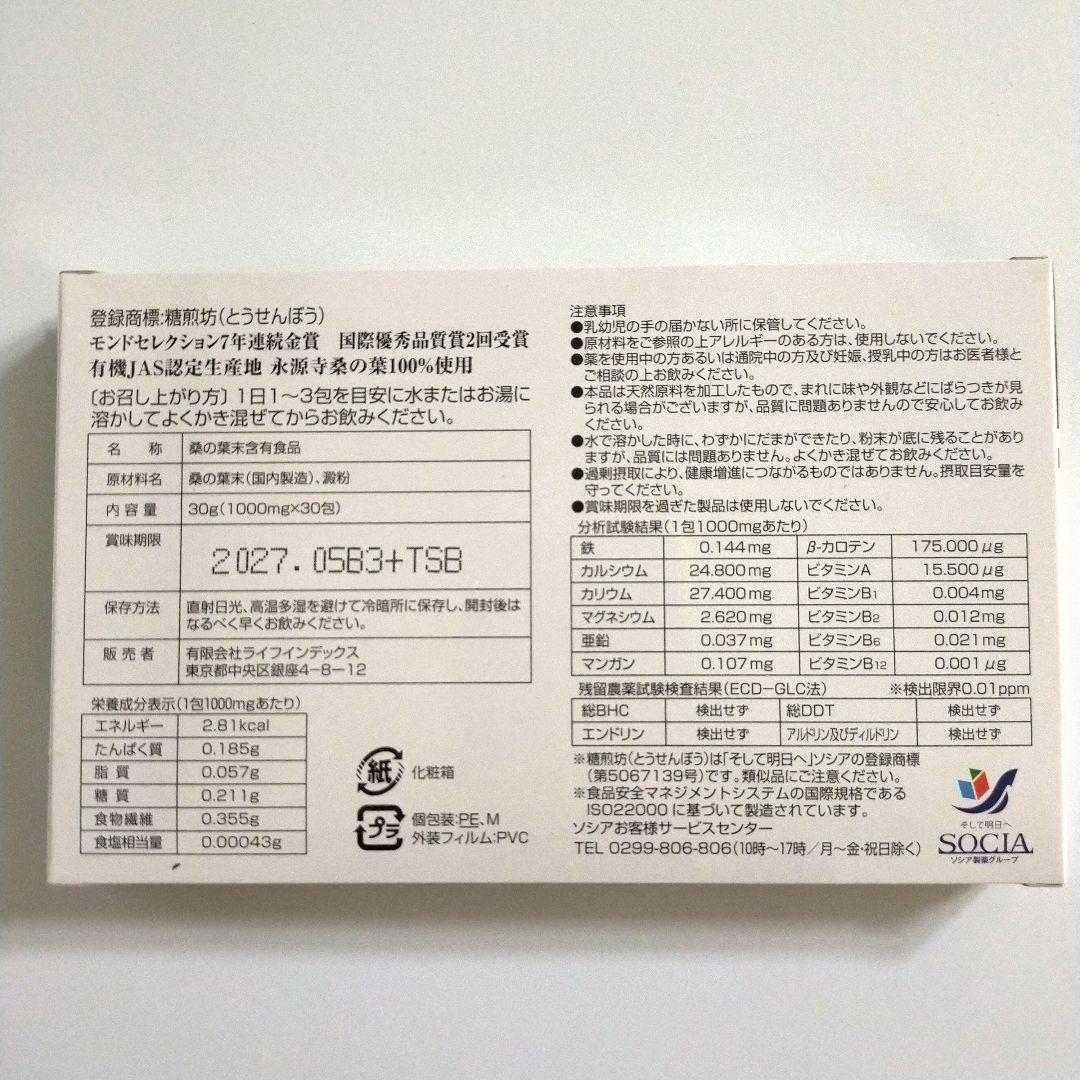 登録商標:糖煎坊(とうせんぼう)
モンドセレクション7年連続金賞 国際優秀品質賞2回受賞
有機JAS認定生産地 永源寺桑の葉100%使用
〔お召し上がり方〕1日1〜3包を目安に水またはお湯に
溶かしてよくかき混ぜてからお飲みください。
名 称 桑の葉末含有食品
原材料名 桑の葉末(国内製造)、澱粉
内容量 30g(1000mg×30包)
賞味期限 2027.05B3+TSB
保存方法 直射日光、高温多湿を避けて冷暗所に保存し、開封後は
なるべく早くお飲みください。
販売者 有限会社ライフインデックス
東京都中央区銀座4-8-12
栄養成分表示(1包1000mgあたり)
エネルギー 2.81kcal
たんぱく質 0.185g
脂 質 0.057g
糖 質 0.211g
食物繊維 0.355g
食塩相当量 0.00043g
紙 化粧箱
プラ 個包装:PE、M
外装フィルム:PVC
注意事項
●乳幼児の手の届かない所に保管してください。
●原材料をご参照の上アレルギーのある方は、使用しないでください。
●薬を使用中の方あるいは通院中の方及び妊娠、授乳中の方はお医者様と
ご相談の上お飲みください。
●本品は天然原料を加工したもので、まれに味や外観などにばらつきが見
られる場合がございますが、品質に問題ありませんので安心してお飲み
ください。
●水で溶かした時に、わずかにだまができたり、粉末が底に残ることがあり
ますが、品質には問題ありません。よくかき混ぜてお飲みください。
●過剰摂取により、健康増進につながるものではありません。摂取目安量を
守ってください。
●賞味期限を過ぎた製品は使用しないでください。
分析試験結果(1包1000mgあたり)
鉄 0.144mg β-カロテン 175.000μg
カルシウム 24.800mg ビタミンA 15.500μg
カリウム 27.400mg ビタミンB1 0.004mg
マグネシウム 2.620mg ビタミンB2 0.012mg
亜鉛 0.037mg ビタミンB6 0.021mg
マンガン 0.107mg ビタミンB12 0.001μg
残留農薬試験検査結果(ECD-GLC法) ※検出限界0.01ppm
総BHC 検出せず 総DDT 検出せず
エンドリン 検出せず アルドリン及びディルドリン 検出せず
※糖煎坊(とうせんぼう)は「そして明日へ」ソシアの登録商標
(第5067139号)です。類似品にご注意ください。
※食品安全マネジメントシステムの国際規格である
ISO22000に基づいて製造されています。
ソシアお客様サービスセンター
TEL 0299-806-806(10時〜17時/月〜金・祝日除く)
そして明日へ
SOCIA
ソシア製薬グループ